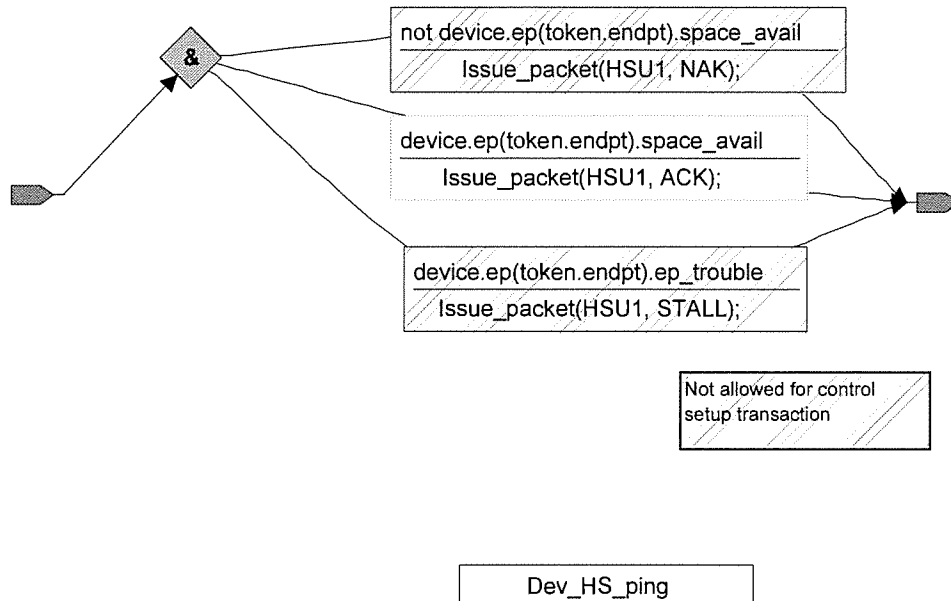 &
not device.ep(token.endpt).space_avail
Issue_packet(HSU1, NAK);
device.ep(token.endpt).space_avail
Issue_packet(HSU1, ACK);
device.ep(token.endpt).ep_trouble
Issue_packet(HSU1, STALL);
Not allowed for control
setup transaction
Dev_HS_ping